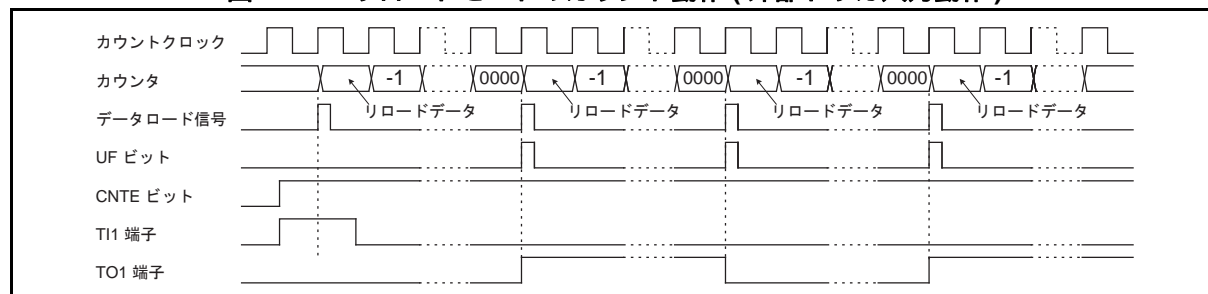 カウントクロック
カウンタ -1 0000 -1 0000 -1 0000 -1
リロードデータ リロードデータ リロードデータ リロードデータ
データロード信号
UF ビット
CNTE ビット
TI1 端子
TO1 端子